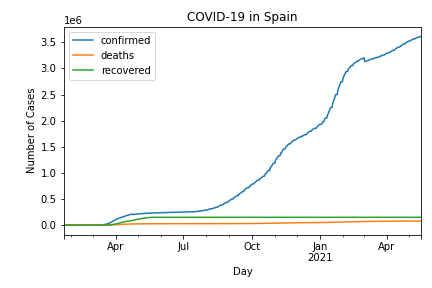 COVID-19 in Spain
1e6
confirmed
deaths
recovered
3.5
3.0
2.5
2.0
1.5
1.0
0.5
0.0
Number of Cases
Apr
Jul
Oct
Jan
2021
Apr
Day